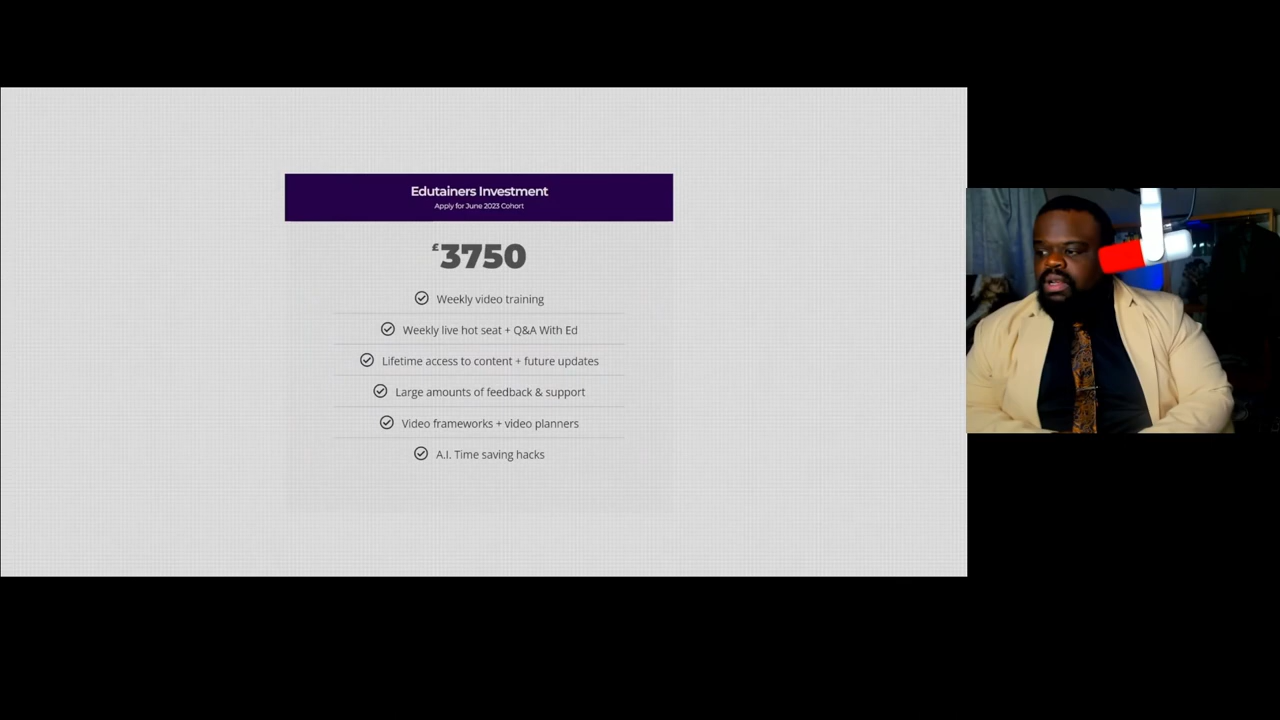 Edutainers Investment
Apply for June 2023 Cohort
£3750
Weekly video training
Weekly live hot seat + Q&A With Ed
Lifetime access to content + future updates
Large amounts of feedback & support
Video frameworks + video planners
A.I. Time saving hacks